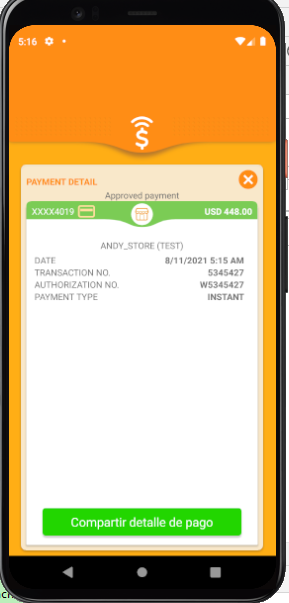 5:16
PAYMENT DETAIL
Approved payment
XXXX4019 USD 448.00
ANDY_STORE (TEST)
DATE 8/11/2021 5:15 AM
TRANSACTION NO. 5345427
AUTHORIZATION NO. W5345427
PAYMENT TYPE INSTANT
Compartir detalle de pago